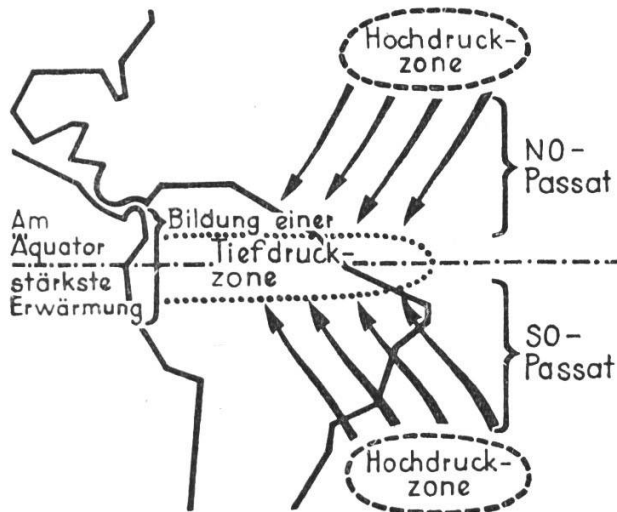 Hochdruck-
zone
NO-
Passat
Am
Äquator
stärkste
Erwärmung
Bildung einer
Tiefdruck-
zone
SO-
Passat
Hochdruck-
zone